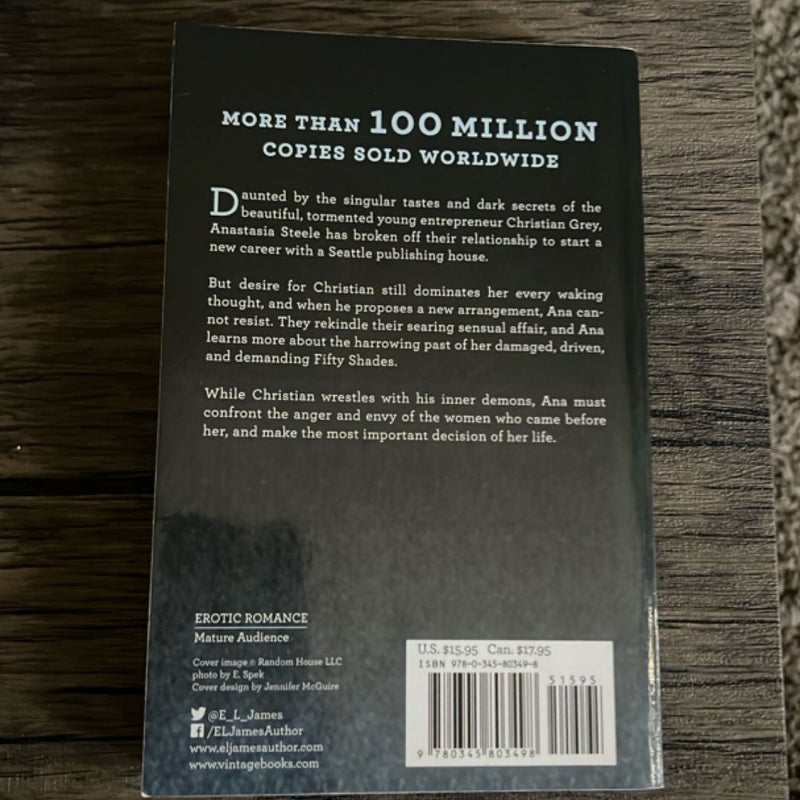 MORE THAN 100 MILLION
COPIES SOLD WORLDWIDE
Daunted by the singular tastes and dark secrets of the
beautiful, tormented young entrepreneur Christian Grey,
Anastasia Steele has broken off their relationship to start a
new career with a Seattle publishing house.
But desire for Christian still dominates her every waking
thought, and when he proposes a new arrangement, Ana can-
not resist. They rekindle their searing sensual affair, and Ana
learns more about the harrowing past of her damaged, driven,
and demanding Fifty Shades.
While Christian wrestles with his inner demons, Ana must
confront the anger and envy of the women who came before
her, and make the most important decision of her life.
EROTIC ROMANCE
Mature Audience
Cover image © Random House LLC
photo by E. Spek
Cover design by Jennifer McGuire
@E_L_James
/ELJamesAuthor
www.eljamesauthor.com
www.vintagebooks.com
U.S. $15.95 Can. $17.95
ISBN 978-0-345-80349-8
51595
9 780345 803498